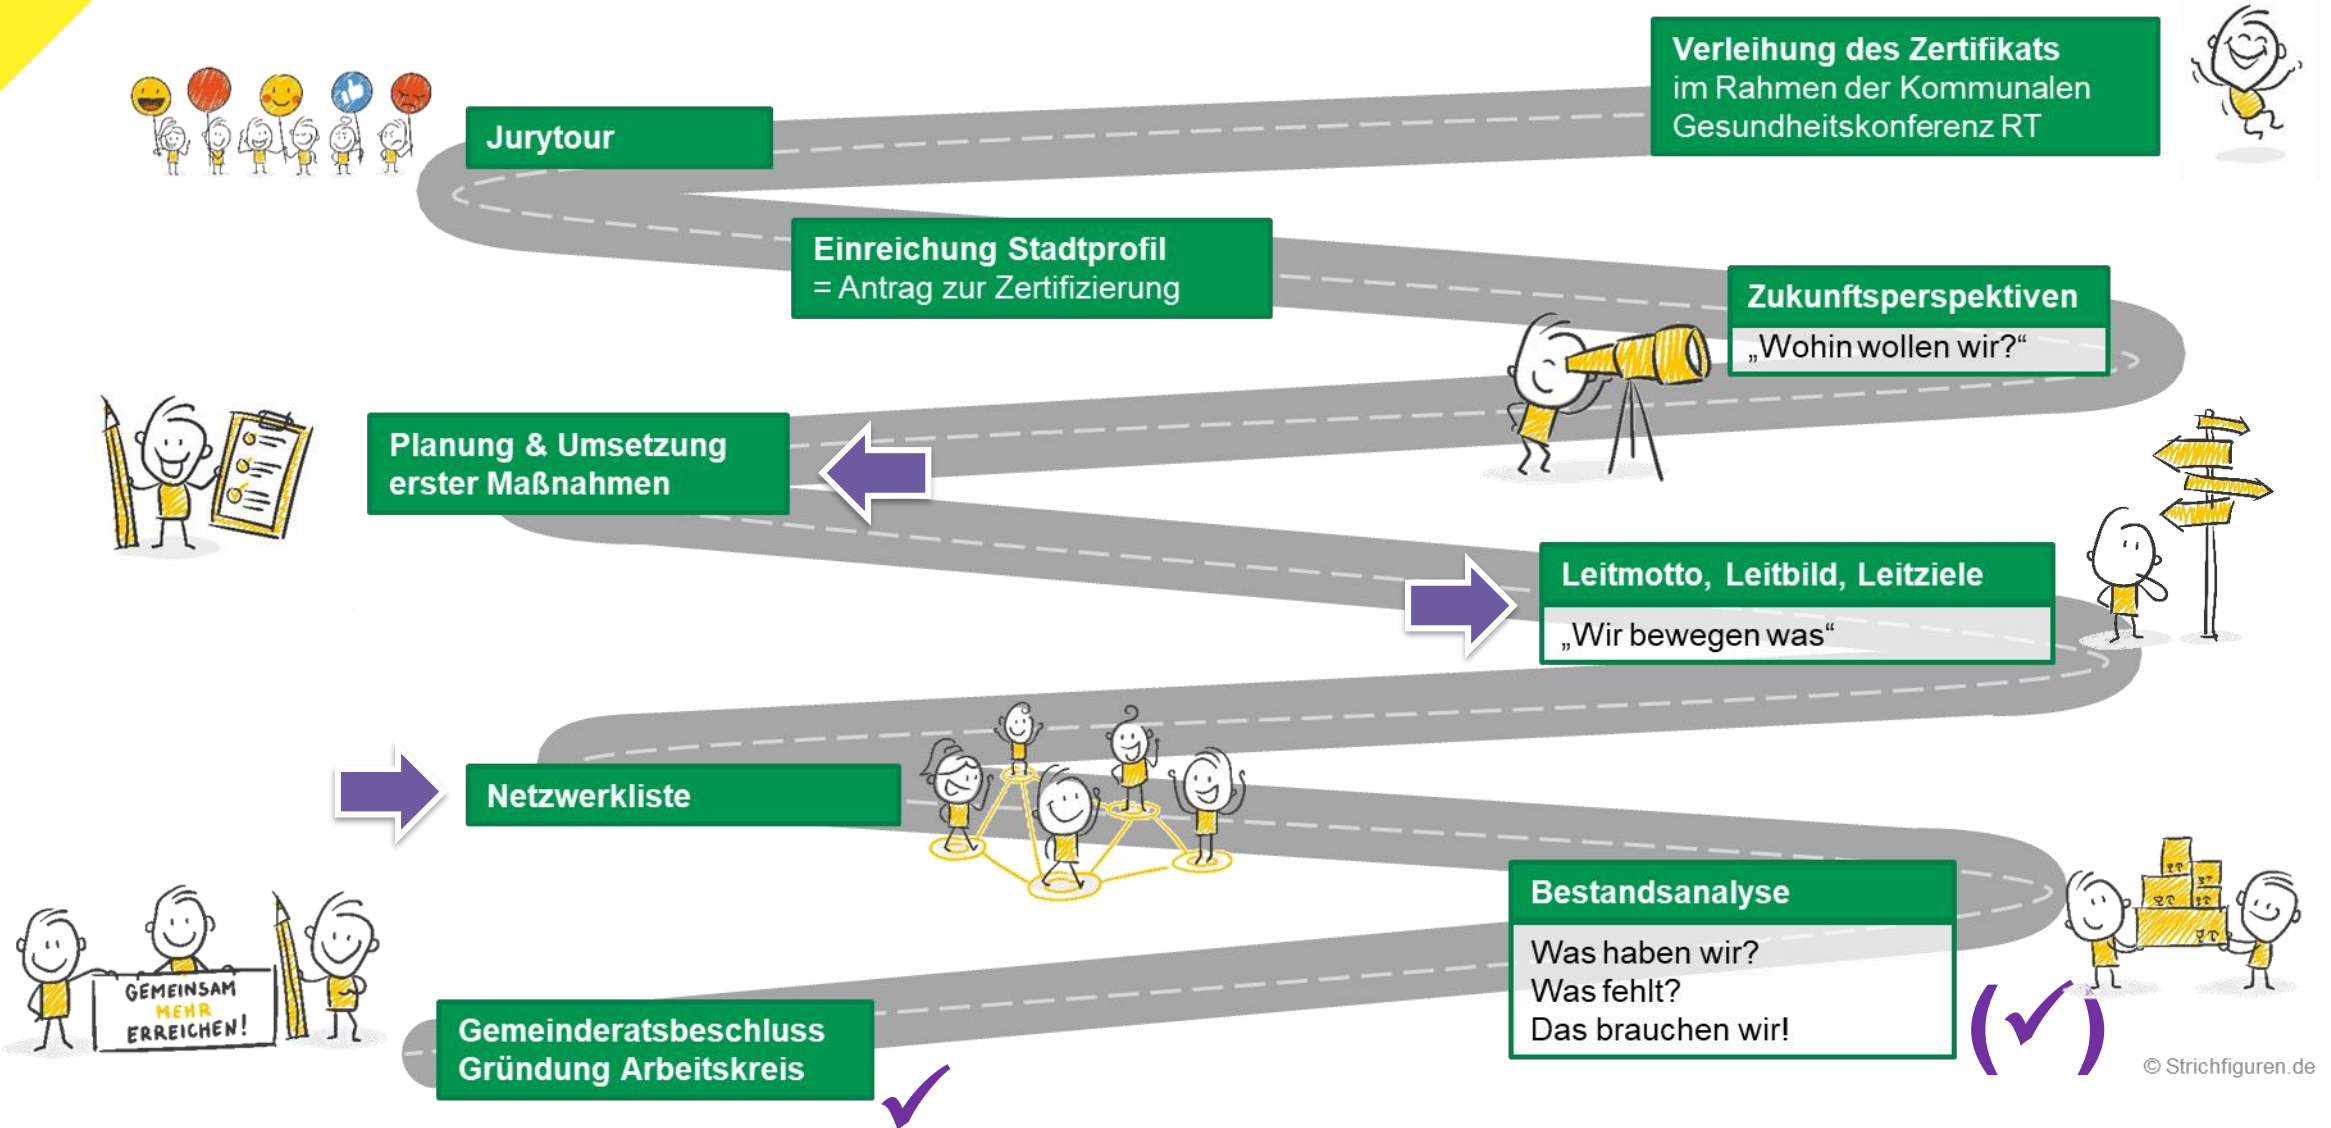 Verleihung des Zertifikats
im Rahmen der Kommunalen
Gesundheitskonferenz RT
Jurytour
Einreichung Stadtprofil
= Antrag zur Zertifizierung
Zukunftsperspektiven
„Wohin wollen wir?“
Planung & Umsetzung
erster Maßnahmen
Leitmotto, Leitbild, Leitziele
„Wir bewegen was“
Netzwerkliste
Bestandsanalyse
Was haben wir?
Was fehlt?
Das brauchen wir!
GEMEINSAM
MEHR
ERREICHEN!
Gemeinderatsbeschluss
Gründung Arbeitskreis
(✓)
✓
© Strichfiguren.de